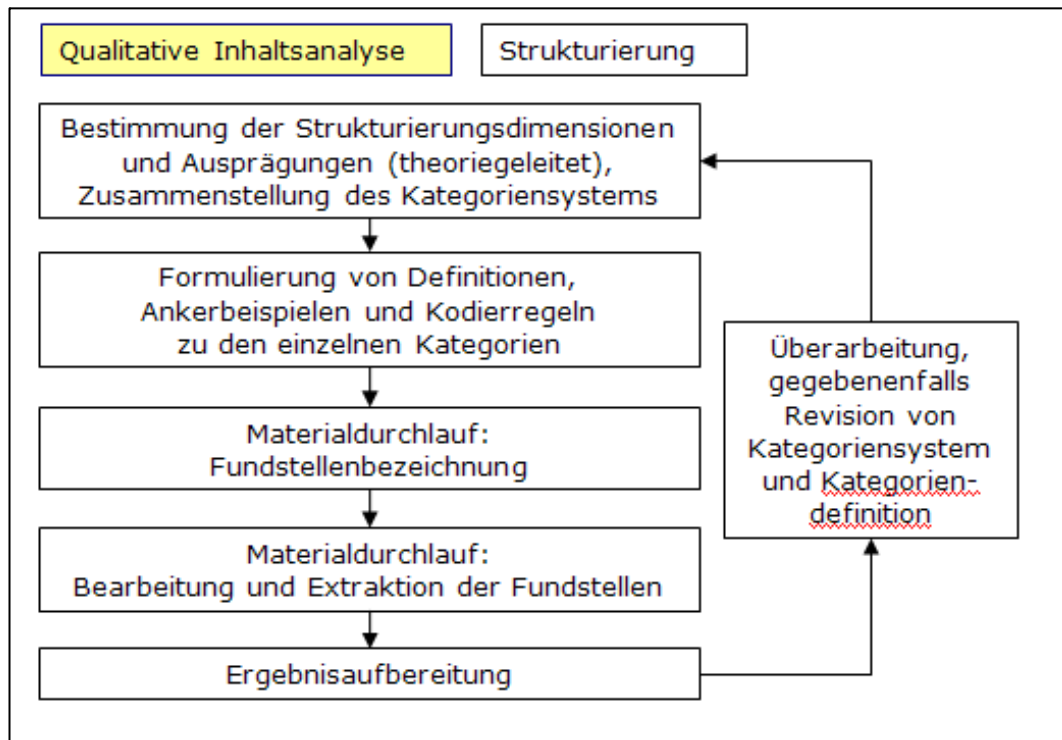 Qualitative Inhaltsanalyse
Strukturierung
Bestimmung der Strukturierungsdimensionen
und Ausprägungen (theoriegeleitet),
Zusammenstellung des Kategoriensystems
Formulierung von Definitionen,
Ankerbeispielen und Kodierregeln
zu den einzelnen Kategorien
Materialdurchlauf:
Fundstellenbezeichnung
Materialdurchlauf:
Bearbeitung und Extraktion der Fundstellen
Ergebnisaufbereitung
Überarbeitung,
gegebenenfalls
Revision von
Kategoriensystem
und Kategorien-
definition